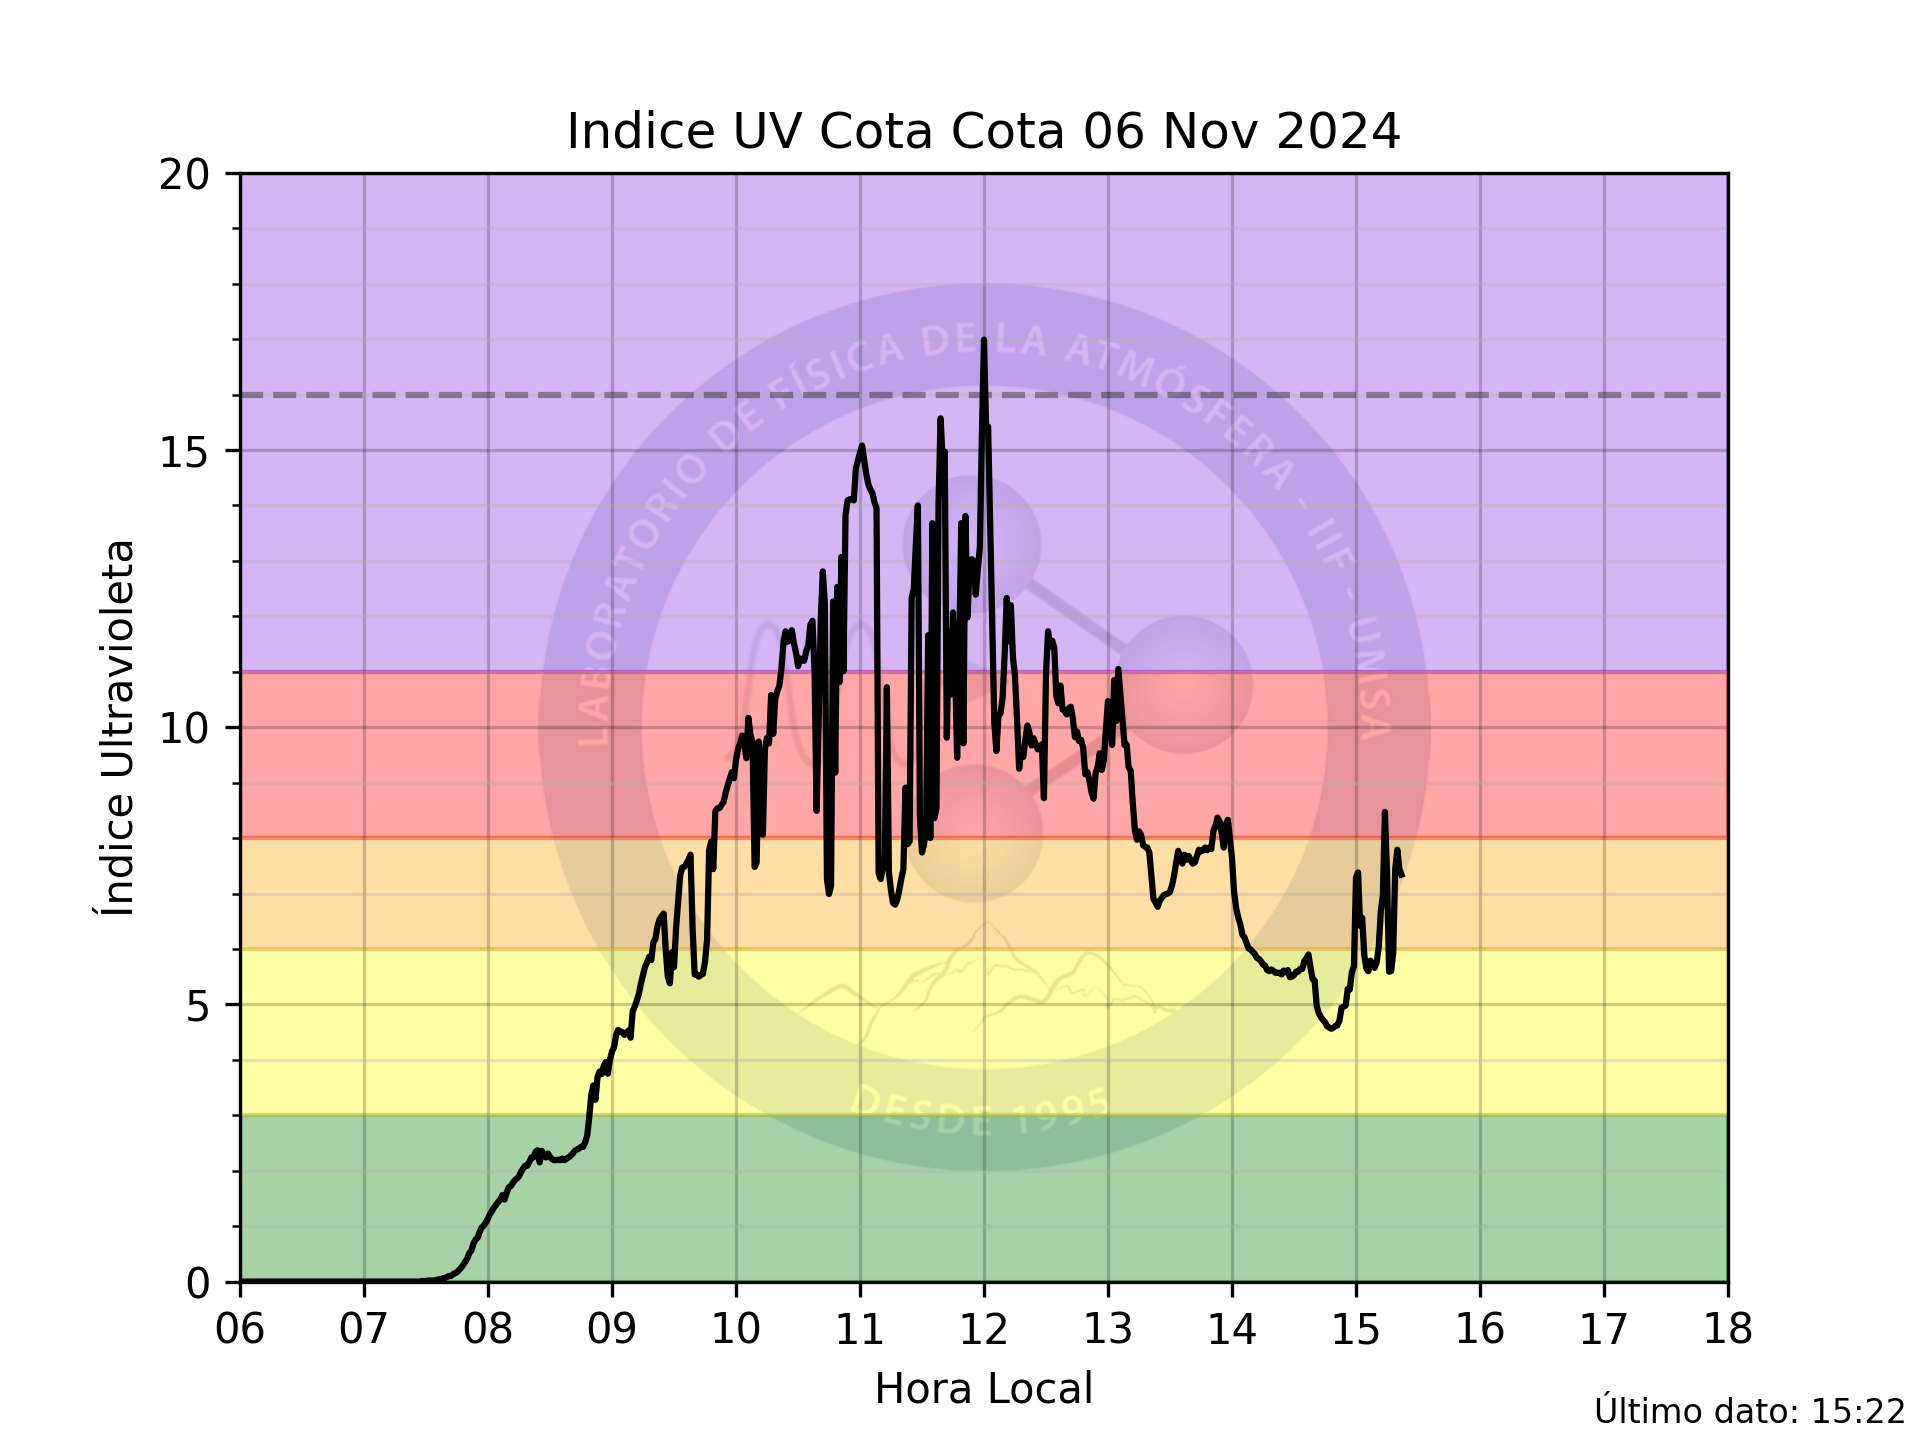 Indice UV Cota Cota 06 Nov 2024
20
15
10
5
0
Índice Ultravioleta
LABORATORIO DE FÍSICA DE LA ATMÓSFERA - IIF - UMSA
DESDE 1995
06 07 08 09 10 11 12 13 14 15 16 17 18
Hora Local
Último dato: 15:22